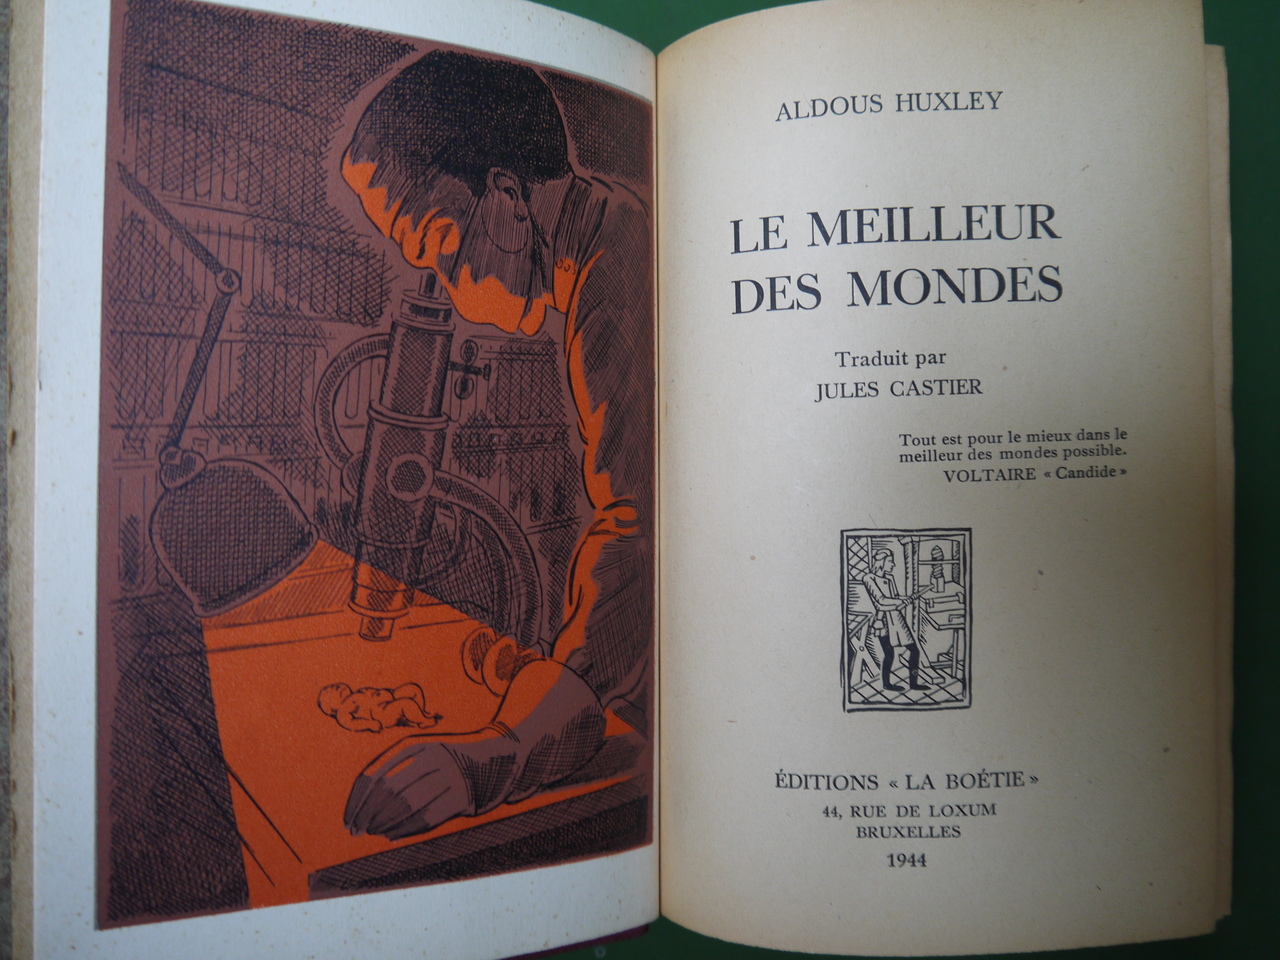 ALDOUS HUXLEY
LE MEILLEUR
DES MONDES
Traduit par
JULES CASTIER
Tout est pour le mieux dans le
meilleur des mondes possible.
VOLTAIRE « Candide »
ÉDITIONS « LA BOÉTIE »
44, RUE DE LOXUM
BRUXELLES
1944